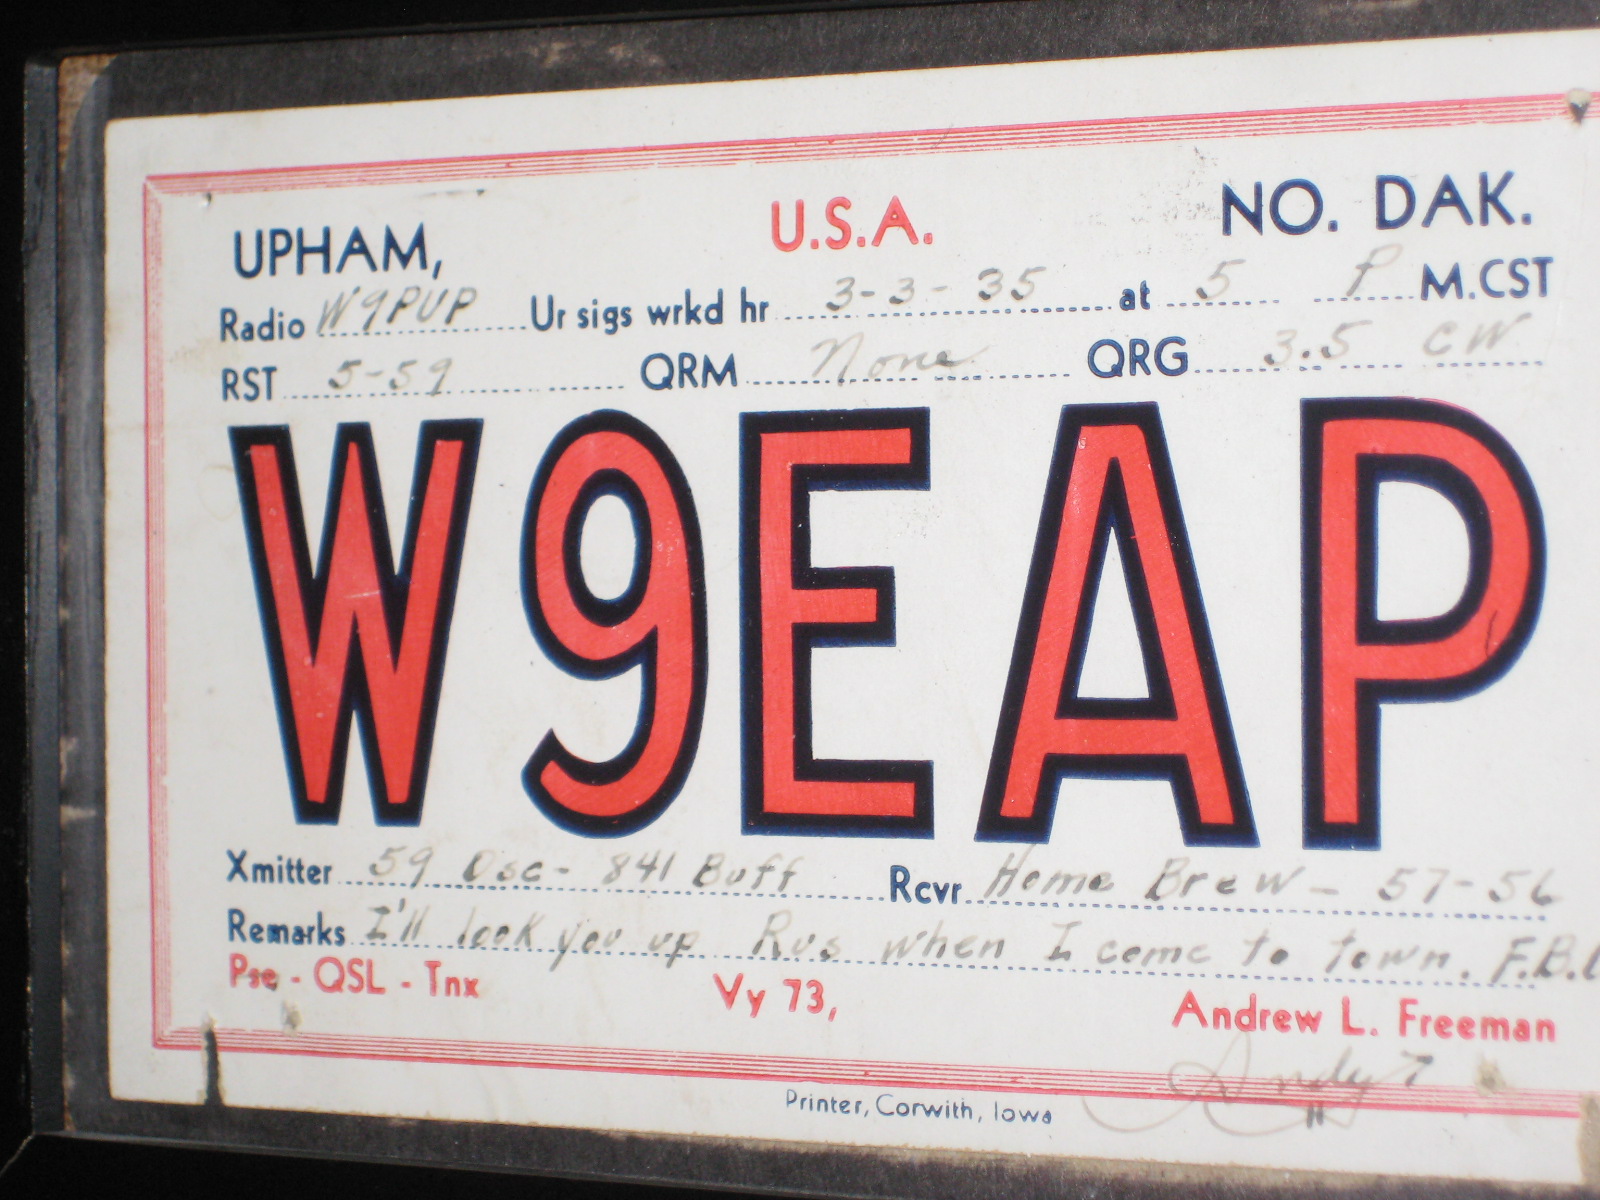 UPHAM, U.S.A. NO. DAK.
Radio W9PUP Ur sigs wrkd hr 3-3-35 at 5 P M.CST
RST 5-59 QRM None QRG 3.5 CW
W9EAP
Xmitter 59 Osc- 841 Buff Rcvr Home Brew - 57-56
Remarks I'll look you up Rus when I come to town. F.B.
Pse - QSL - Tnx Vy 73, Andrew L. Freeman
"Andy"
Printer, Corwith, Iowa